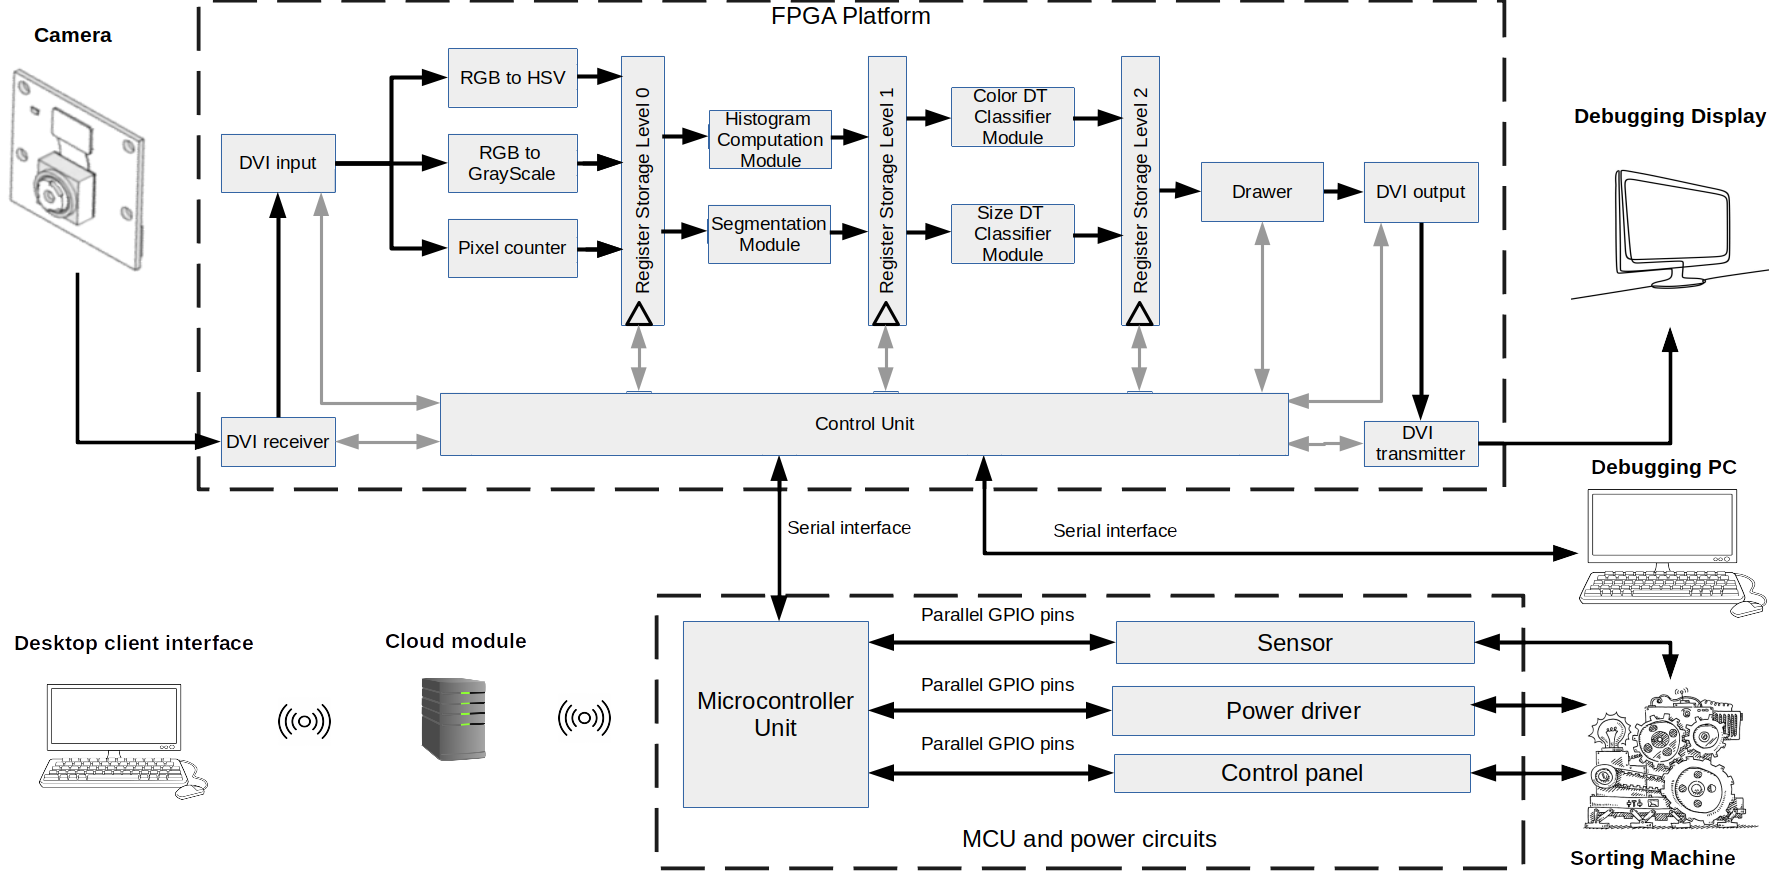 FPGA Platform
Camera
RGB to HSV
Register Storage Level 0
Register Storage Level 1
Register Storage Level 2
Color DT
Classifier
Module
Histogram
Computation
Module
Debugging Display
DVI input
RGB to
GrayScale
Drawer
DVI output
Pixel counter
Segmentation
Module
Size DT
Classifier
Module
Control Unit
DVI receiver
DVI
transmitter
Debugging PC
Serial interface
Serial interface
Parallel GPIO pins
Desktop client interface
Cloud module
Sensor
Parallel GPIO pins
Microcontroller
Unit
Power driver
Parallel GPIO pins
Control panel
MCU and power circuits
Sorting Machine